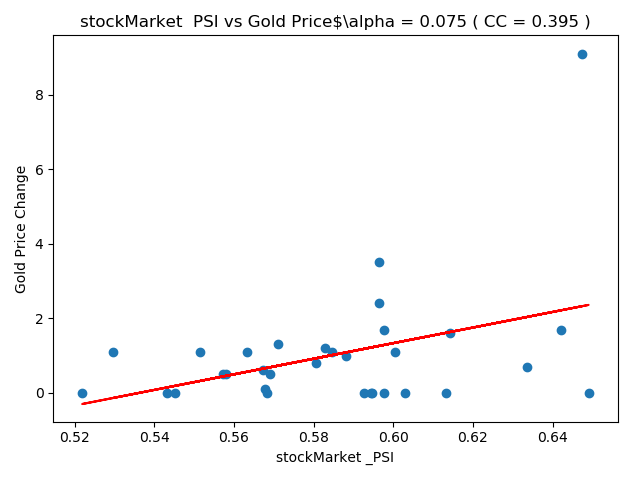 stockMarket  PSI vs Gold Price$\alpha = 0.075 ( CC = 0.395 )
Gold Price Change
8
6
4
2
0
0.52 0.54 0.56 0.58 0.60 0.62 0.64
stockMarket _PSI